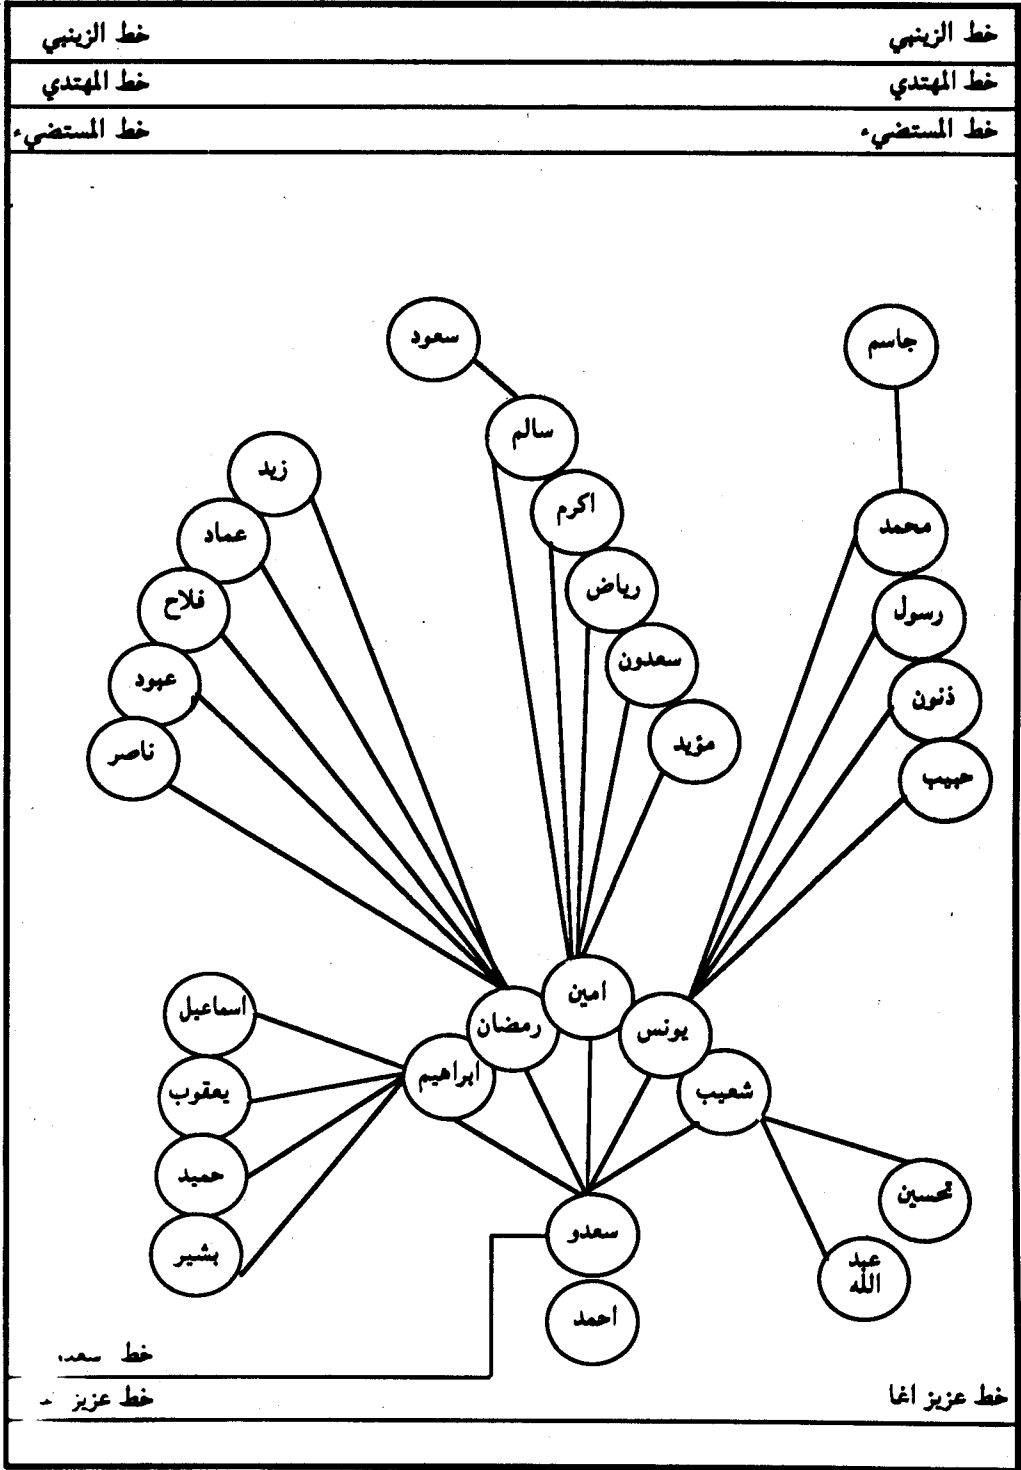 خط الزينبي
خط الزينبي
خط المهتدي
خط المهتدي
خط المستضيء
خط المستضيء
سعود
جاسم
سالم
زيد
اكرم
محمد
عماد
رياض
فلاح
رسول
سعدون
عبود
ذنون
مؤيد
ناصر
حبيب
امين
اسماعيل
رمضان
يونس
ابراهيم
يعقوب
شعيب
حميد
تحسين
سعدو
بشير
عبد
الله
احمد
خط
خط عزيز اغا
خط عزيز